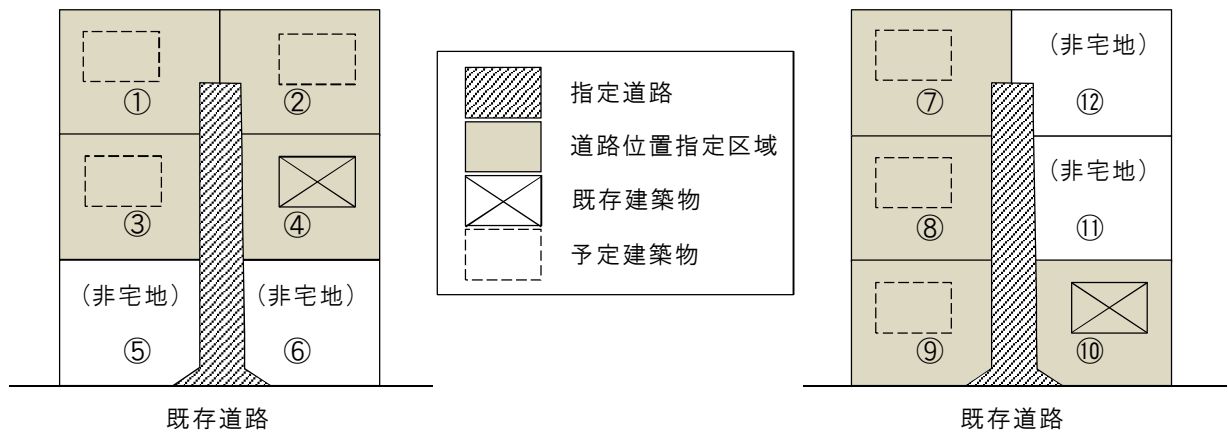 ①
②
③
④
(非宅地)
(非宅地)
⑤
⑥
既存道路
指定道路
道路位置指定区域
既存建築物
予定建築物
⑦
(非宅地)
⑫
⑧
(非宅地)
⑪
⑨
⑩
既存道路